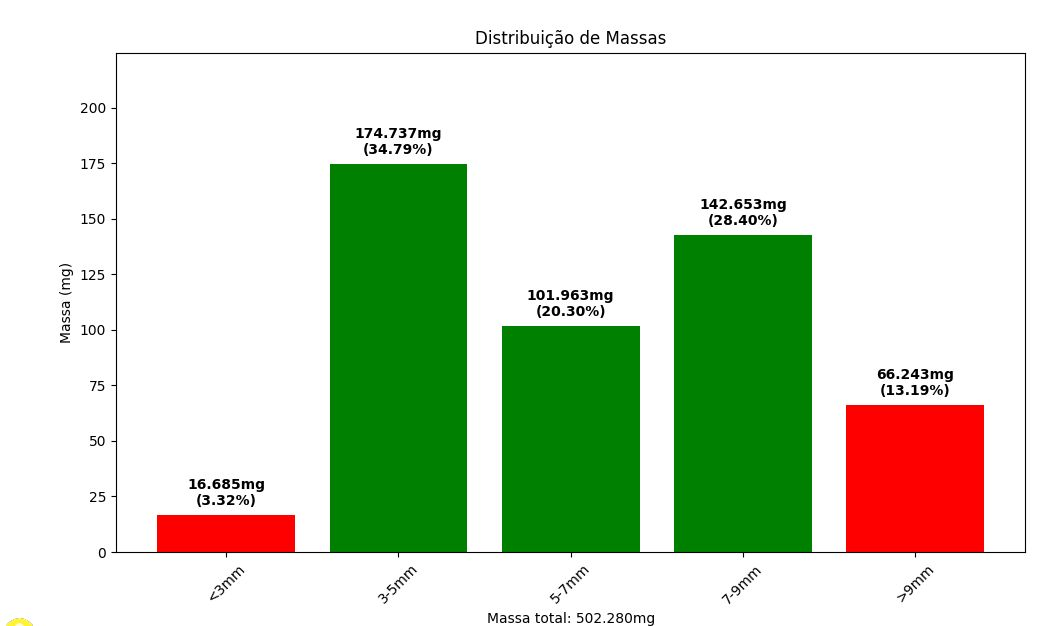 Distribuição de Massas
Massa (mg)
200
175
150
125
100
75
50
25
0
16.685mg
(3.32%)
174.737mg
(34.79%)
101.963mg
(20.30%)
142.653mg
(28.40%)
66.243mg
(13.19%)
<3mm
3-5mm
5-7mm
7-9mm
>9mm
Massa total: 502.280mg